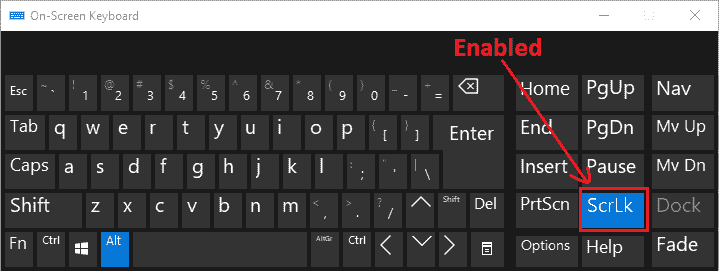 On-Screen Keyboard
Enabled
Esc ~ ` ! 1 @ 2 # 3 $ 4 % 5 ^ 6 & 7 * 8 ( 9 ) 0 _ - + = Home PgUp Nav
Tab q w e r t y u i o p { [ } ] Enter End PgDn Mv Up
Caps a s d f g h j k l : ; " ' | \ Insert Pause Mv Dn
Shift z x c v b n m < , > . ? / Shift Del PrtScn ScrLk Dock
Fn Ctrl Alt AltGr Ctrl Options Help Fade